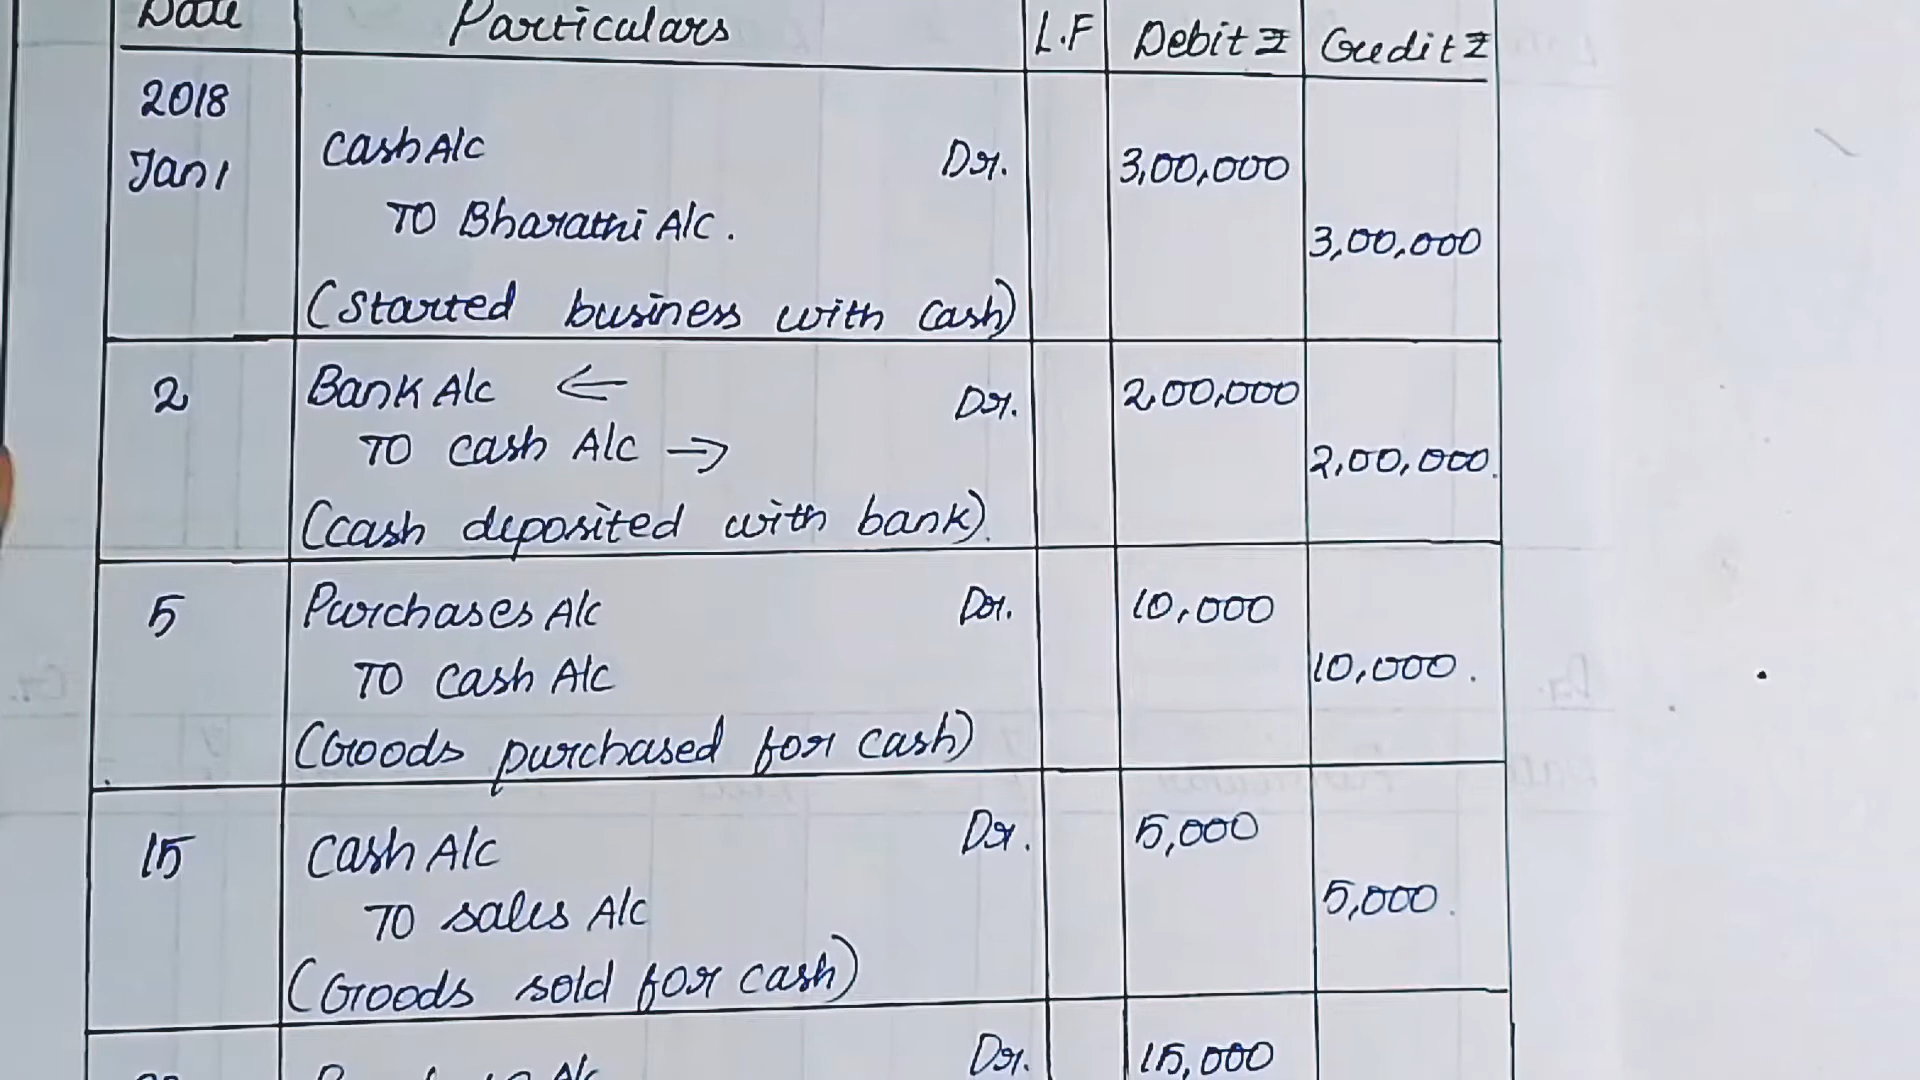 Date Particulars L.F Debit ₹ Credit ₹
2018
Jan 1 Cash A/c Dr. 3,00,000
TO Bharathi A/c. 3,00,000
(Started business with cash)
2 Bank A/c ← Dr. 2,00,000
TO cash A/c → 2,00,000.
(cash deposited with bank).
5 Purchases A/c Dr. 10,000
TO cash A/c 10,000.
(Goods purchased for cash)
15 Cash A/c Dr. 5,000
TO sales A/c 5,000.
(Goods sold for cash)
A/c Dr. 15,000